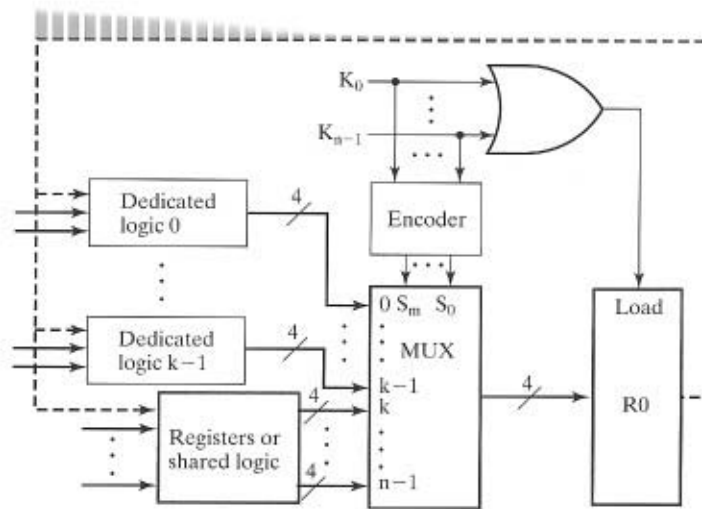 K0
Kn−1
Dedicated
logic 0
4
Encoder
0 Sm S0
MUX
Dedicated
logic k−1
4
k−1
k
4
Registers or
shared logic
4
n−1
4
Load
R0